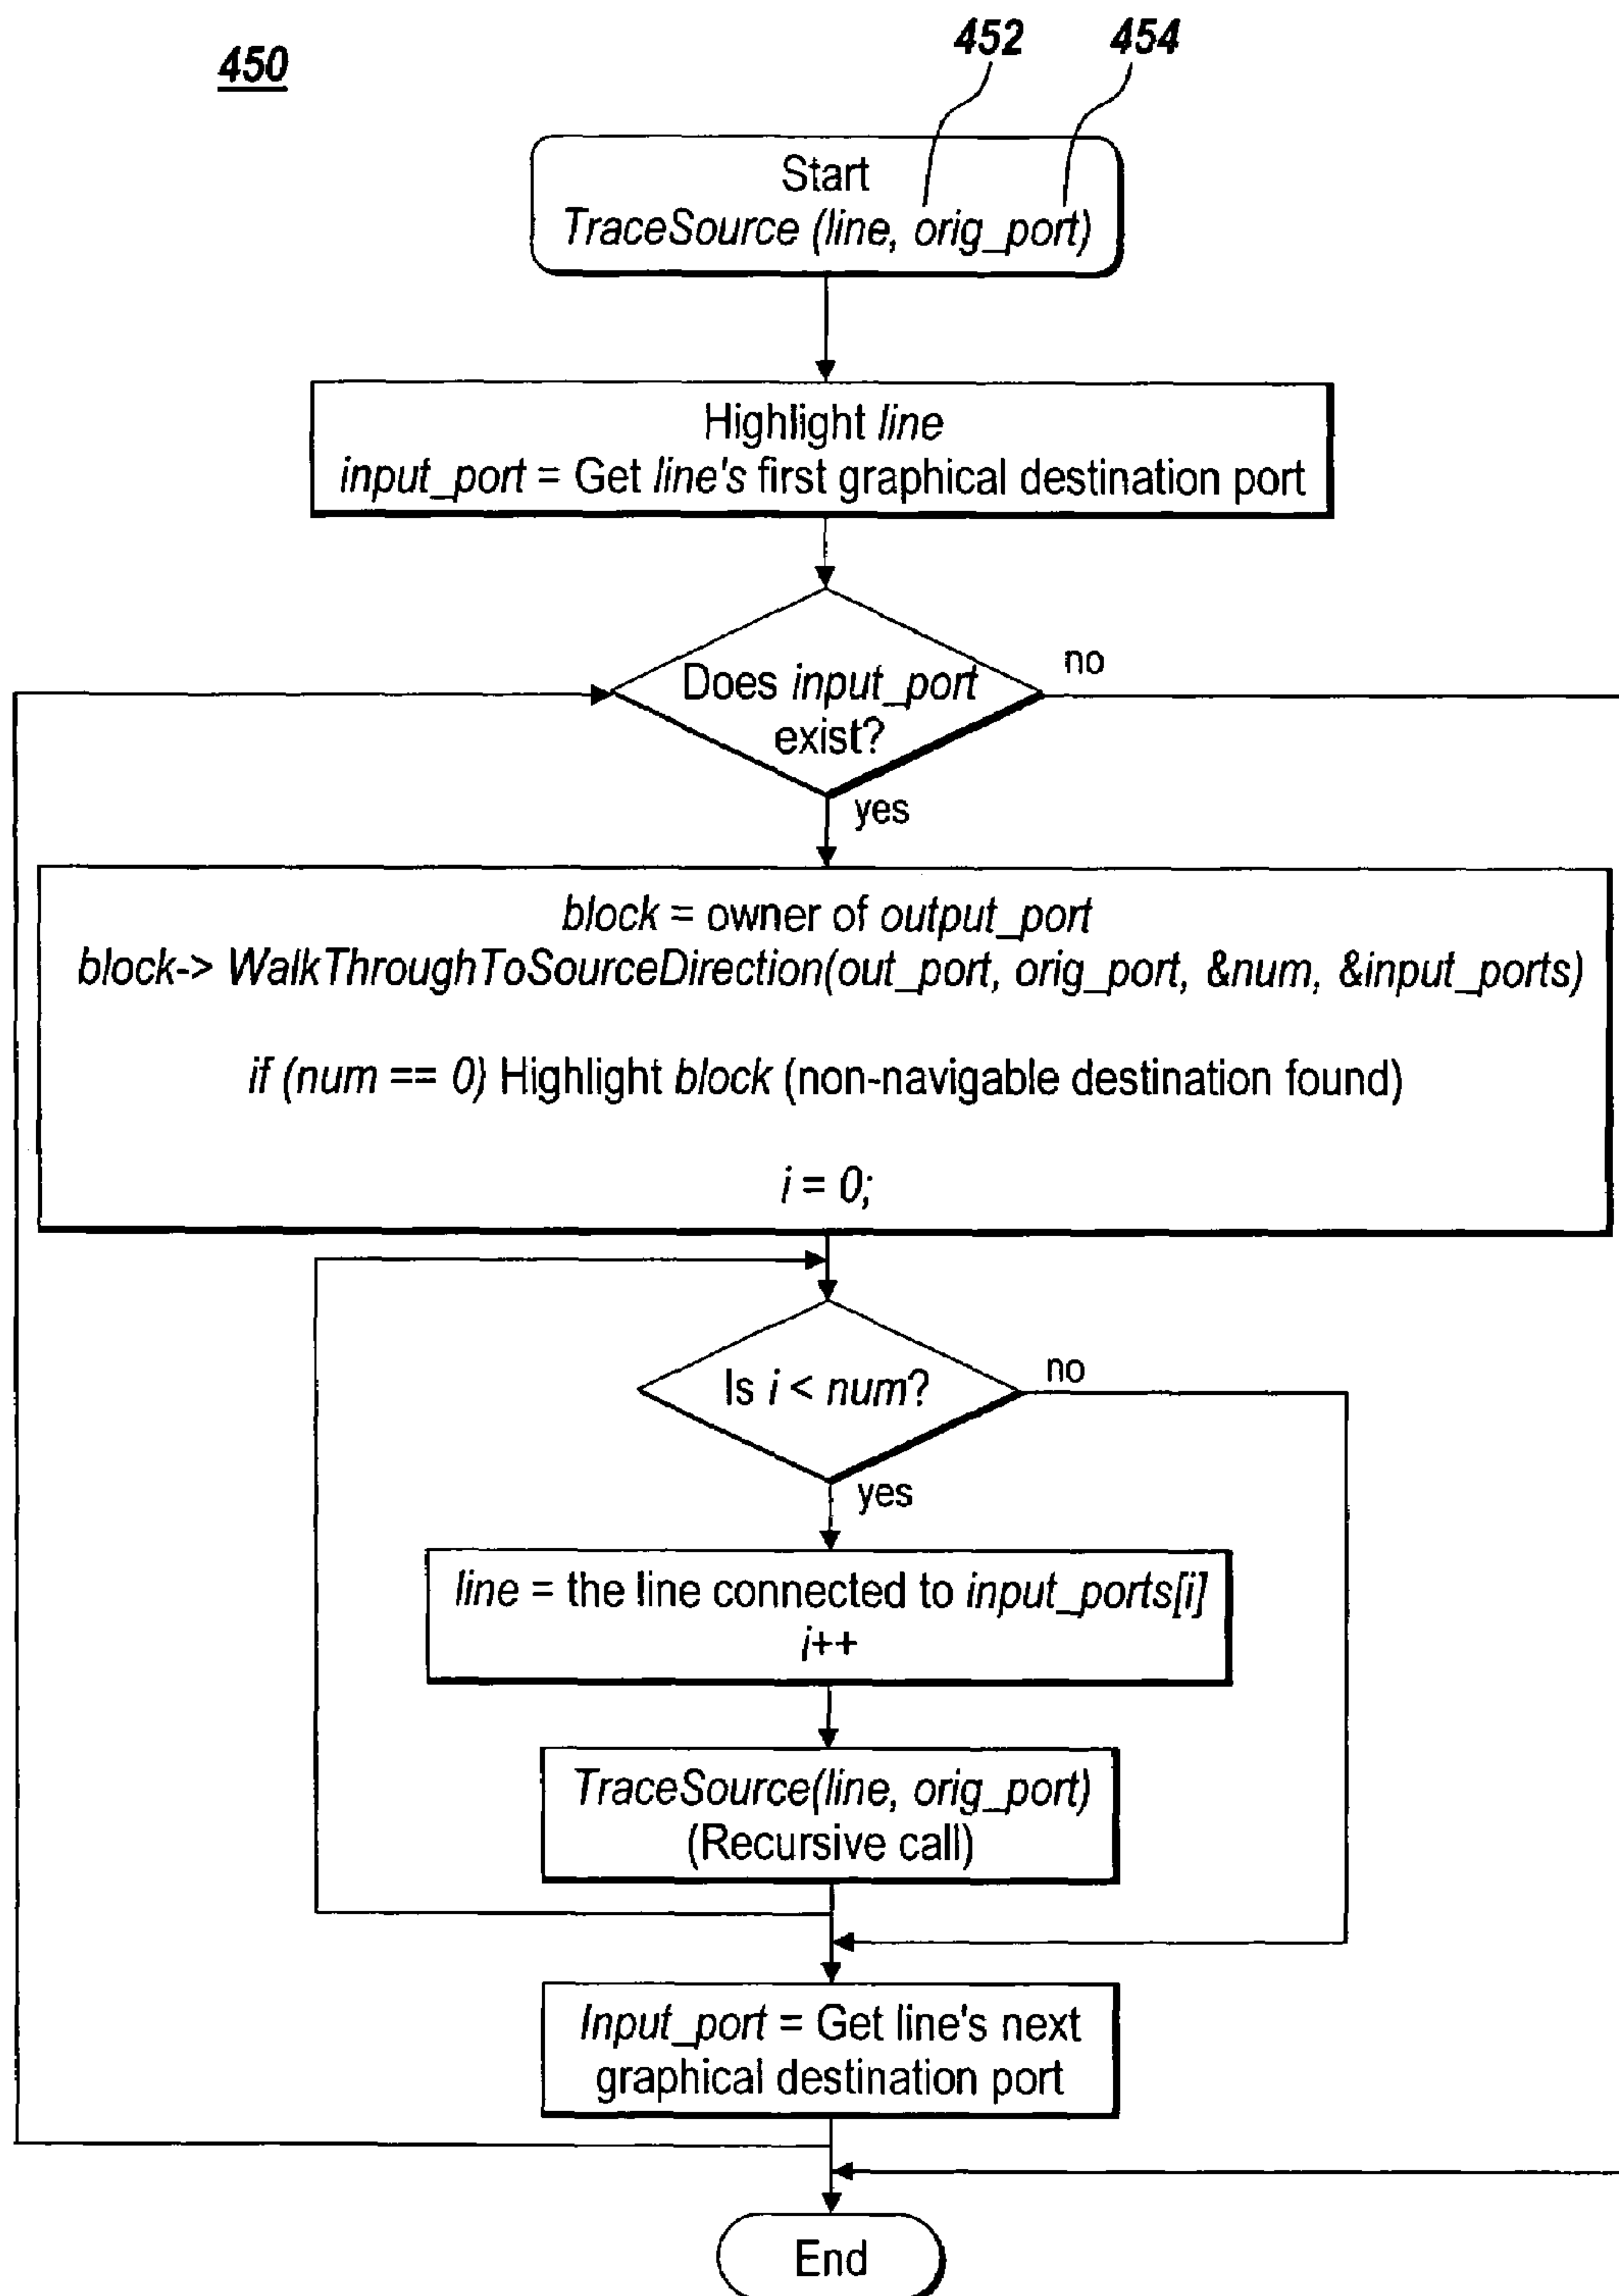 450
452
454
Start
TraceSource (line, orig_port)
Highlight line
input_port = Get line's first graphical destination port
Does input_port
exist?
no
yes
block = owner of output_port
block-> WalkThroughToSourceDirection(out_port, orig_port, &num, &input_ports)
if (num == 0) Highlight block (non-navigable destination found)
i = 0;
Is i < num?
no
yes
line = the line connected to input_ports[i]
i++
TraceSource(line, orig_port)
(Recursive call)
Input_port = Get line's next
graphical destination port
End